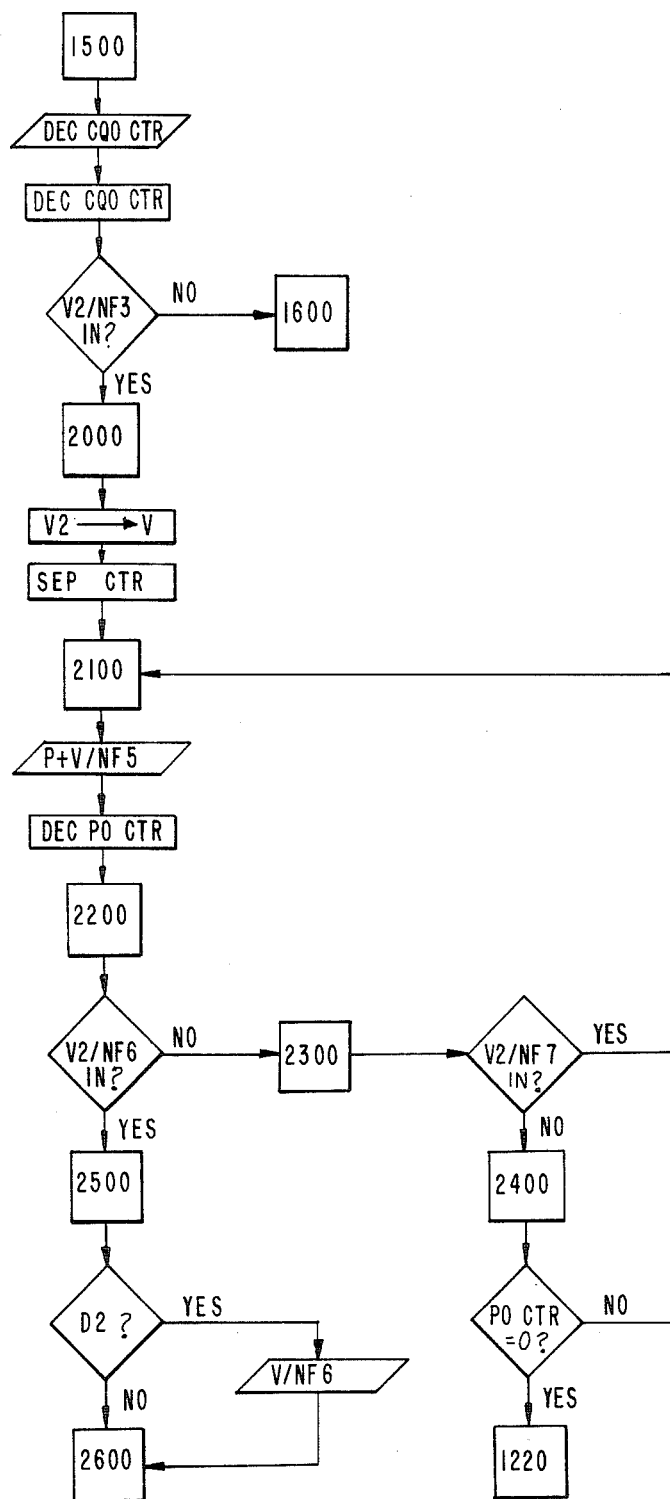 1500
DEC CQ0 CTR
DEC CQ0 CTR
V2/NF3
IN?
NO
1600
YES
2000
V2 → V
SEP CTR
2100
P+V/NF5
DEC P0 CTR
2200
V2/NF6
IN?
NO
2300
V2/NF7
IN?
YES
YES
2500
NO
2400
D2 ?
YES
V/NF6
NO
2600
P0 CTR
=0?
NO
YES
1220